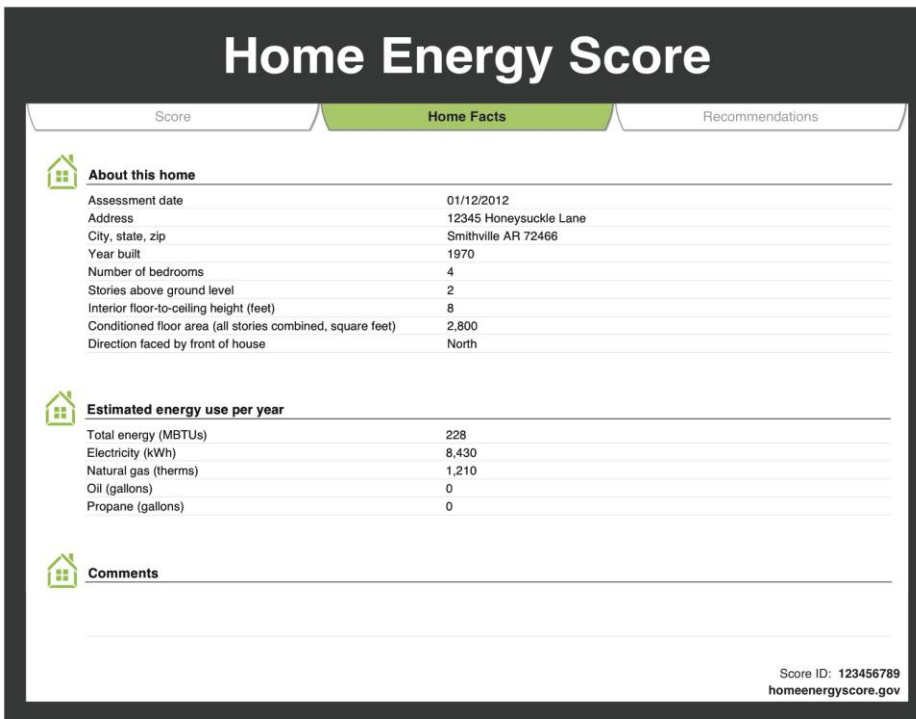 Home Energy Score
Score Home Facts Recommendations
About this home
Assessment date 01/12/2012
Address 12345 Honeysuckle Lane
City, state, zip Smithville AR 72466
Year built 1970
Number of bedrooms 4
Stories above ground level 2
Interior floor-to-ceiling height (feet) 8
Conditioned floor area (all stories combined, square feet) 2,800
Direction faced by front of house North
Estimated energy use per year
Total energy (MBTUs) 228
Electricity (kWh) 8,430
Natural gas (therms) 1,210
Oil (gallons) 0
Propane (gallons) 0
Comments
Score ID: 123456789
homeenergyscore.gov